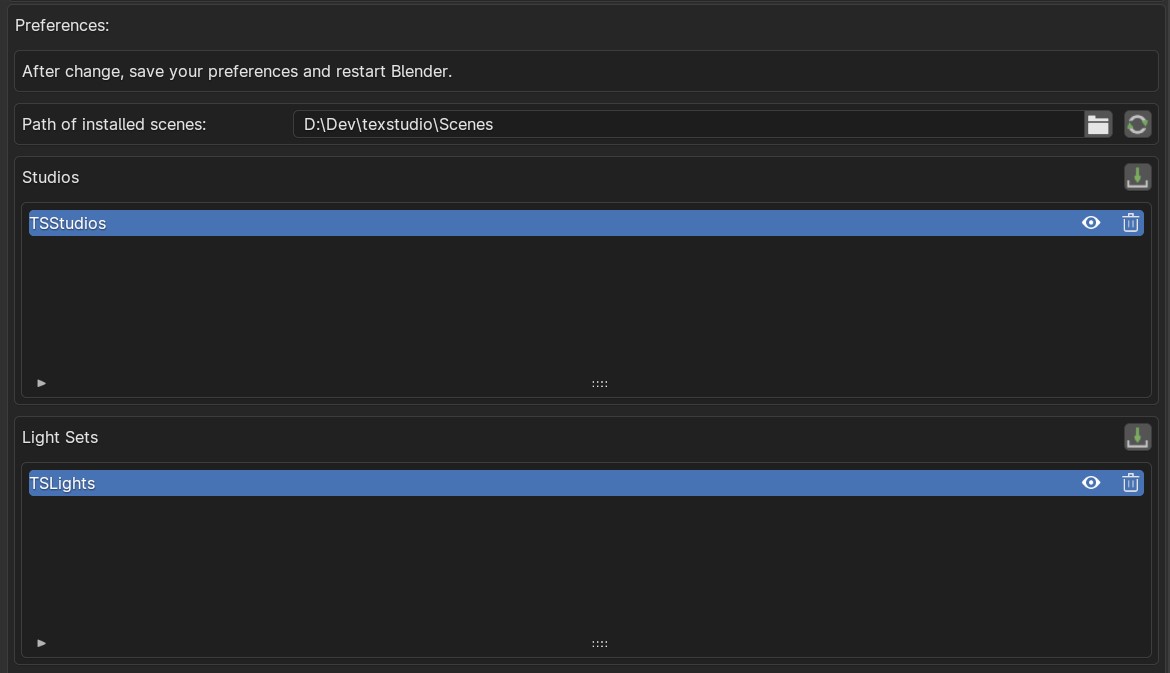 Preferences:
After change, save your preferences and restart Blender.
Path of installed scenes: D:\Dev\texstudio\Scenes
Studios
TSStudios
Light Sets
TSLights